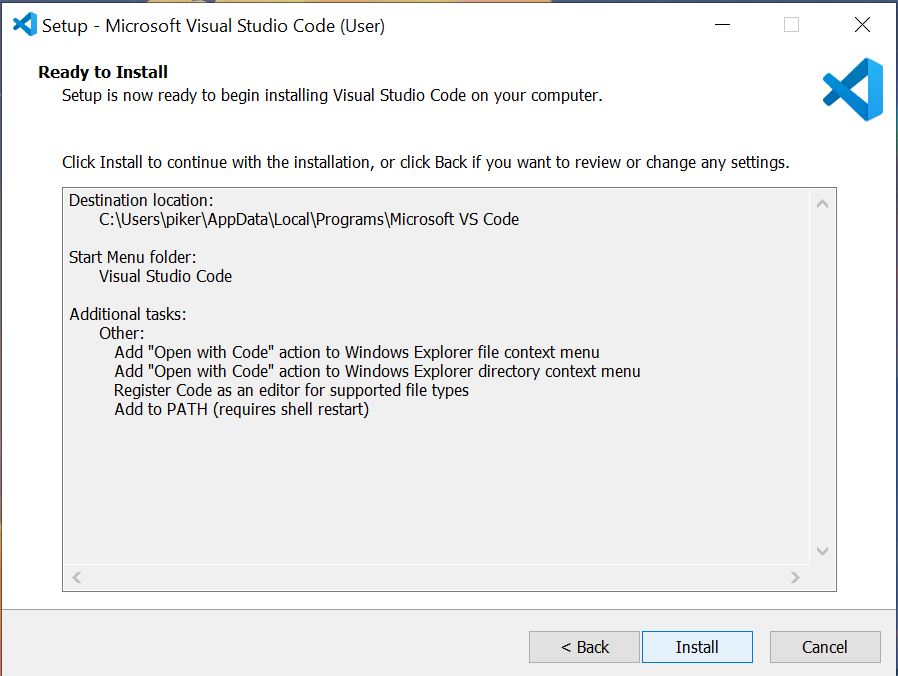 Setup - Microsoft Visual Studio Code (User)
Ready to Install
Setup is now ready to begin installing Visual Studio Code on your computer.
Click Install to continue with the installation, or click Back if you want to review or change any settings.
Destination location:
C:\Users\piker\AppData\Local\Programs\Microsoft VS Code
Start Menu folder:
Visual Studio Code
Additional tasks:
Other:
Add "Open with Code" action to Windows Explorer file context menu
Add "Open with Code" action to Windows Explorer directory context menu
Register Code as an editor for supported file types
Add to PATH (requires shell restart)
< Back Install Cancel